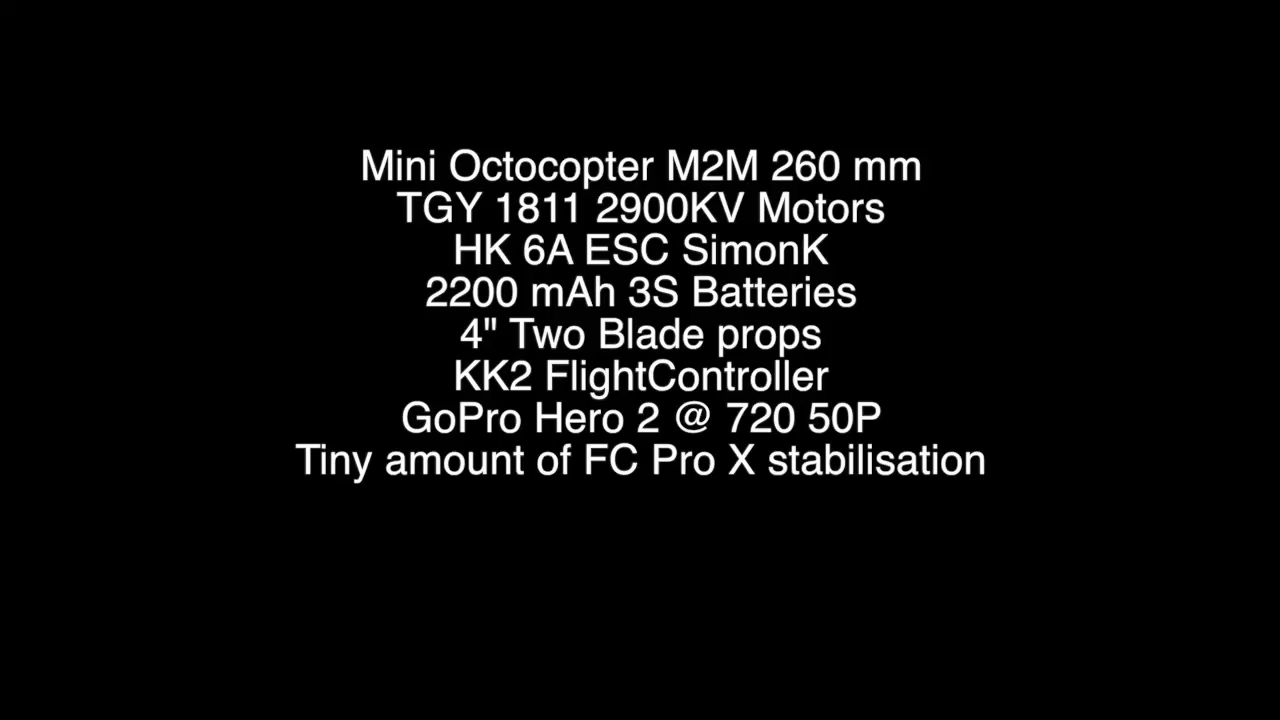 Mini Octocopter M2M 260 mm
TGY 1811 2900KV Motors
HK 6A ESC SimonK
2200 mAh 3S Batteries
4" Two Blade props
KK2 FlightController
GoPro Hero 2 @ 720 50P
Tiny amount of FC Pro X stabilisation